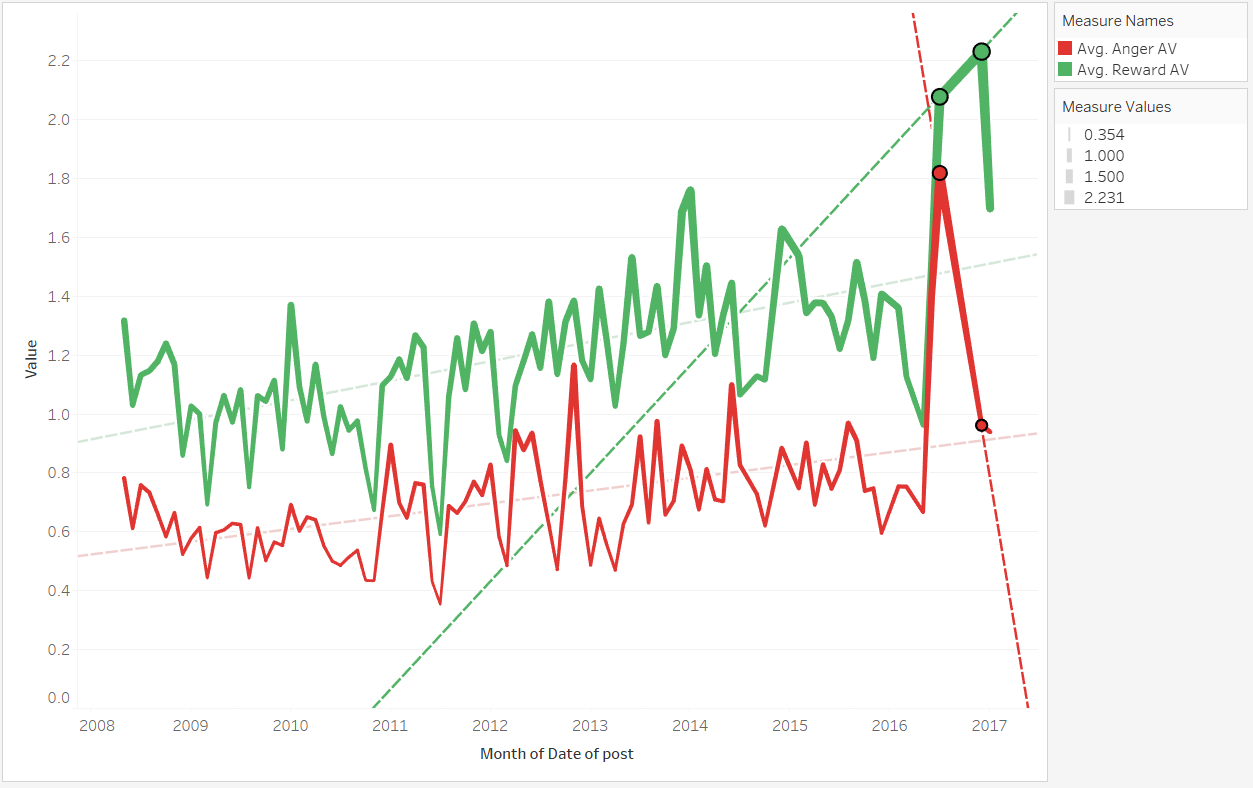 Measure Names
Avg. Anger AV
Avg. Reward AV
Measure Values
0.354
1.000
1.500
2.231
Value
2.2
2.0
1.8
1.6
1.4
1.2
1.0
0.8
0.6
0.4
0.2
0.0
2008 2009 2010 2011 2012 2013 2014 2015 2016 2017
Month of Date of post